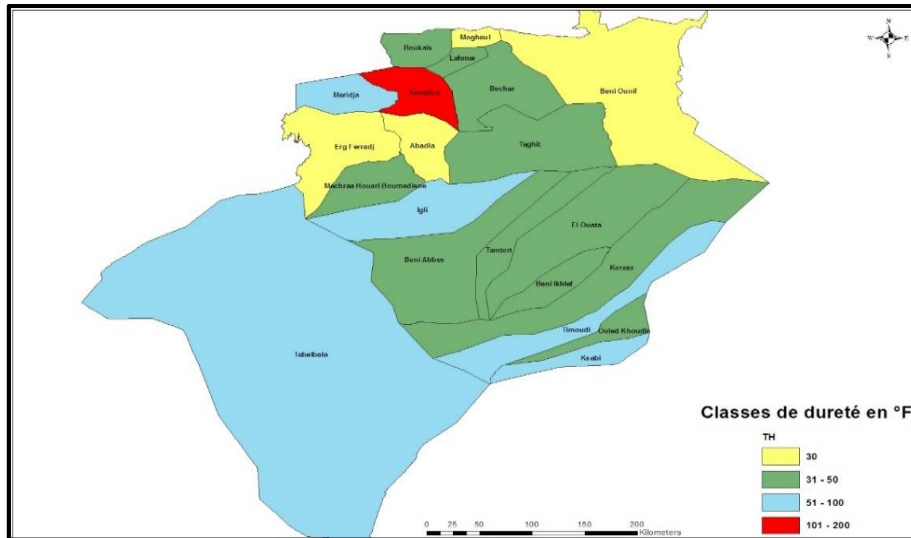 Mogheul
Boukais
Lahmar
N
W E
S
Meridja
Kenadsa
Bechar
Beni Ounif
Erg Ferradj
Abadla
Taghit
Mechraa Houari Boumediene
Igli
El Ouata
Beni Abbes
Tamtert
Beni Ikhlef
Kerzaz
Timoudi
Ouled Khoudir
Tabelbala
Ksabi
Classes de dureté en °F
TH
30
31 - 50
51 - 100
101 - 200
0 25 50 100 150 200
Kilometers